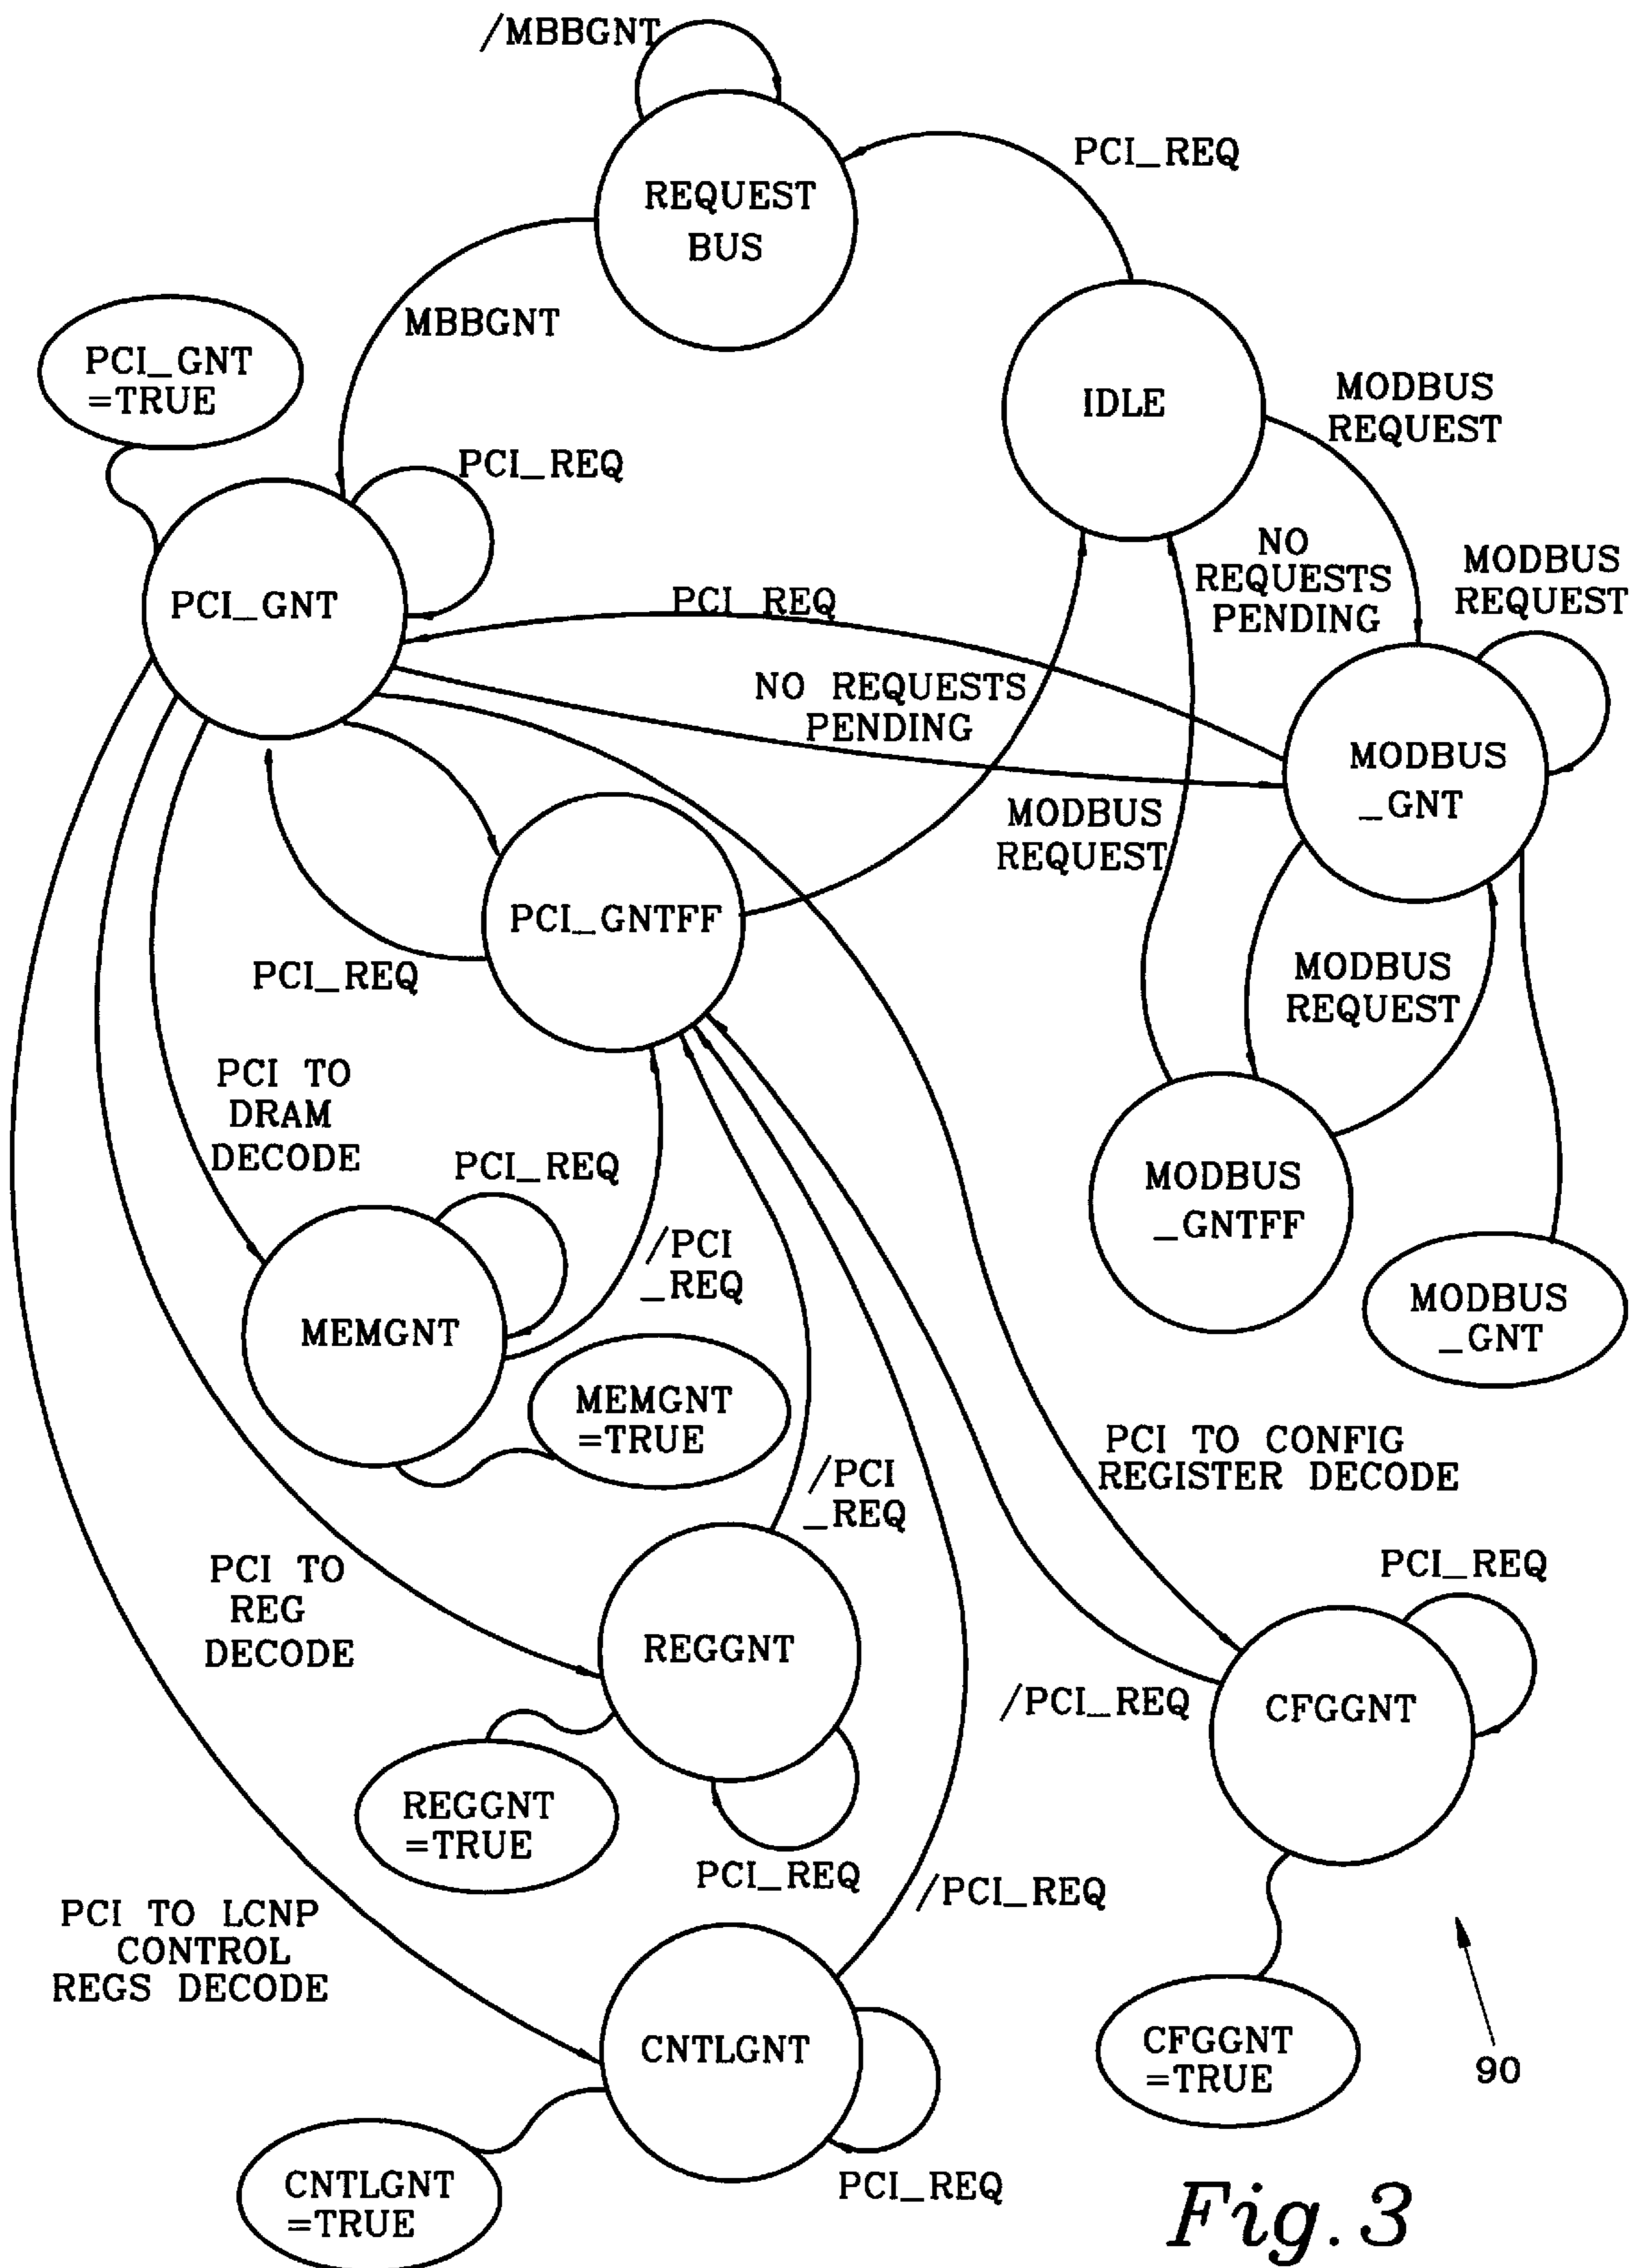 /MBBGNT
PCI_REQ
REQUEST
BUS
MBBGNT
IDLE
MODBUS
REQUEST
PCI_GNT
=TRUE
PCI_REQ
NO
REQUESTS
PENDING
MODBUS
REQUEST
PCI_GNT
PCI_REQ
NO REQUESTS
PENDING
MODBUS
_GNT
MODBUS
REQUEST
PCI_GNTFF
PCI_REQ
MODBUS
REQUEST
PCI TO
DRAM
DECODE
PCI_REQ
MODBUS
_GNTFF
/PCI
_REQ
MODBUS
_GNT
MEMGNT
MEMGNT
=TRUE
PCI TO CONFIG
REGISTER DECODE
/PCI
_REQ
PCI TO
REG
DECODE
PCI_REQ
REGGNT
/PCI_REQ
CFGGNT
REGGNT
=TRUE
PCI_REQ
/PCI_REQ
PCI TO LCNP
CONTROL
REGS DECODE
CNTLGNT
CFGGNT
=TRUE
90
CNTLGNT
=TRUE
PCI_REQ
Fig. 3